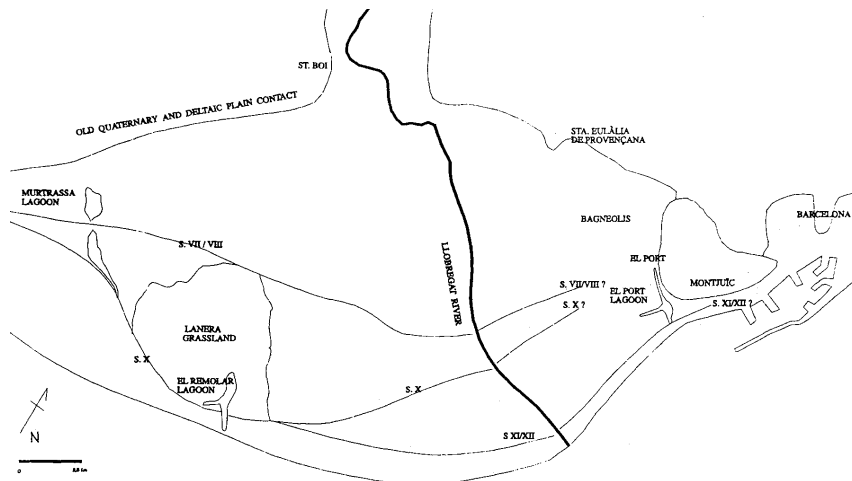 ST. BOI
OLD QUATERNARY AND DELTAIC PLAIN CONTACT
STA. EULÀLIA
DE PROVENÇANA
MURTRASSA
LAGOON
BAGNEOLIS
BARCELONA
S. VII / VIII
LLOBREGAT RIVER
EL PORT
MONTJUÏC
S. VII/VIII ?
EL PORT
LAGOON
S. XI/XII ?
S. X ?
LANERA
GRASSLAND
S. X
EL REMOLAR
LAGOON
S. X
S XI/XII
N
0